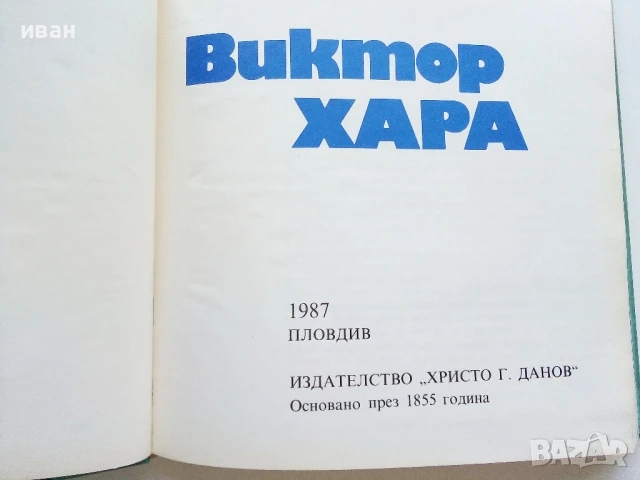 иван
Виктор
ХАРА
1987
ПЛОВДИВ
ИЗДАТЕЛСТВО „ХРИСТО Г. ДАНОВ“
Основано през 1855 година
BAZAR